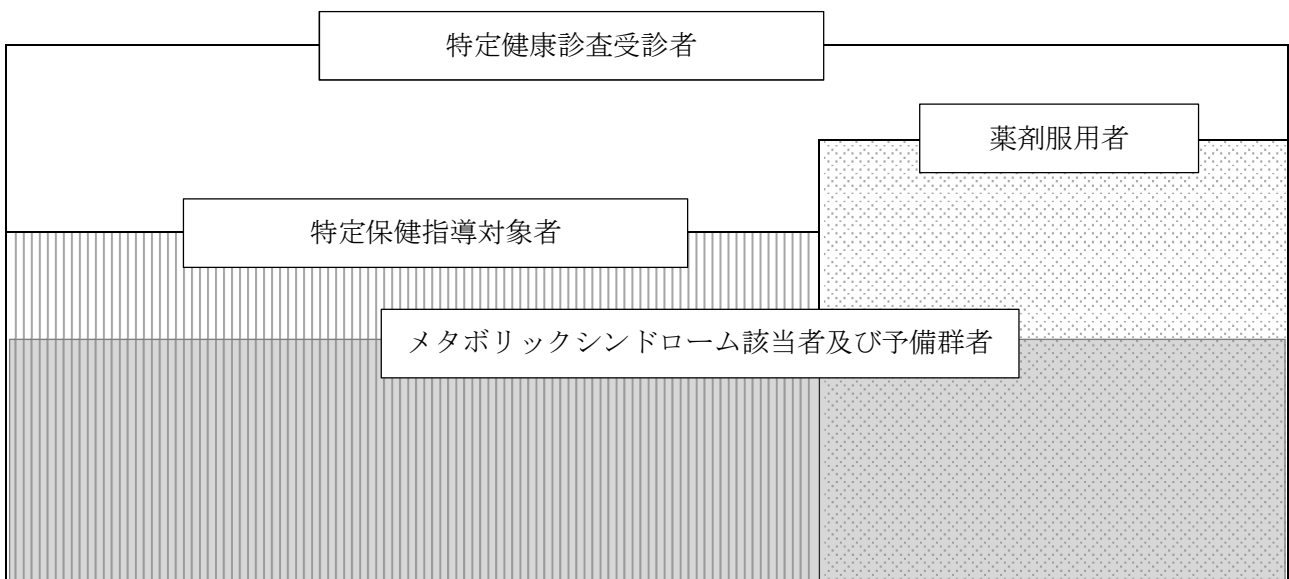 特定健康診査受診者
薬剤服用者
特定保健指導対象者
メタボリックシンドローム該当者及び予備群者